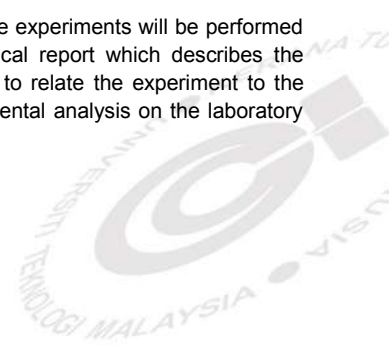 e experiments will be performed
cal report which describes the
to relate the experiment to the
ental analysis on the laboratory
UNIVERSITI TEKNOLOGI MALAYSIA